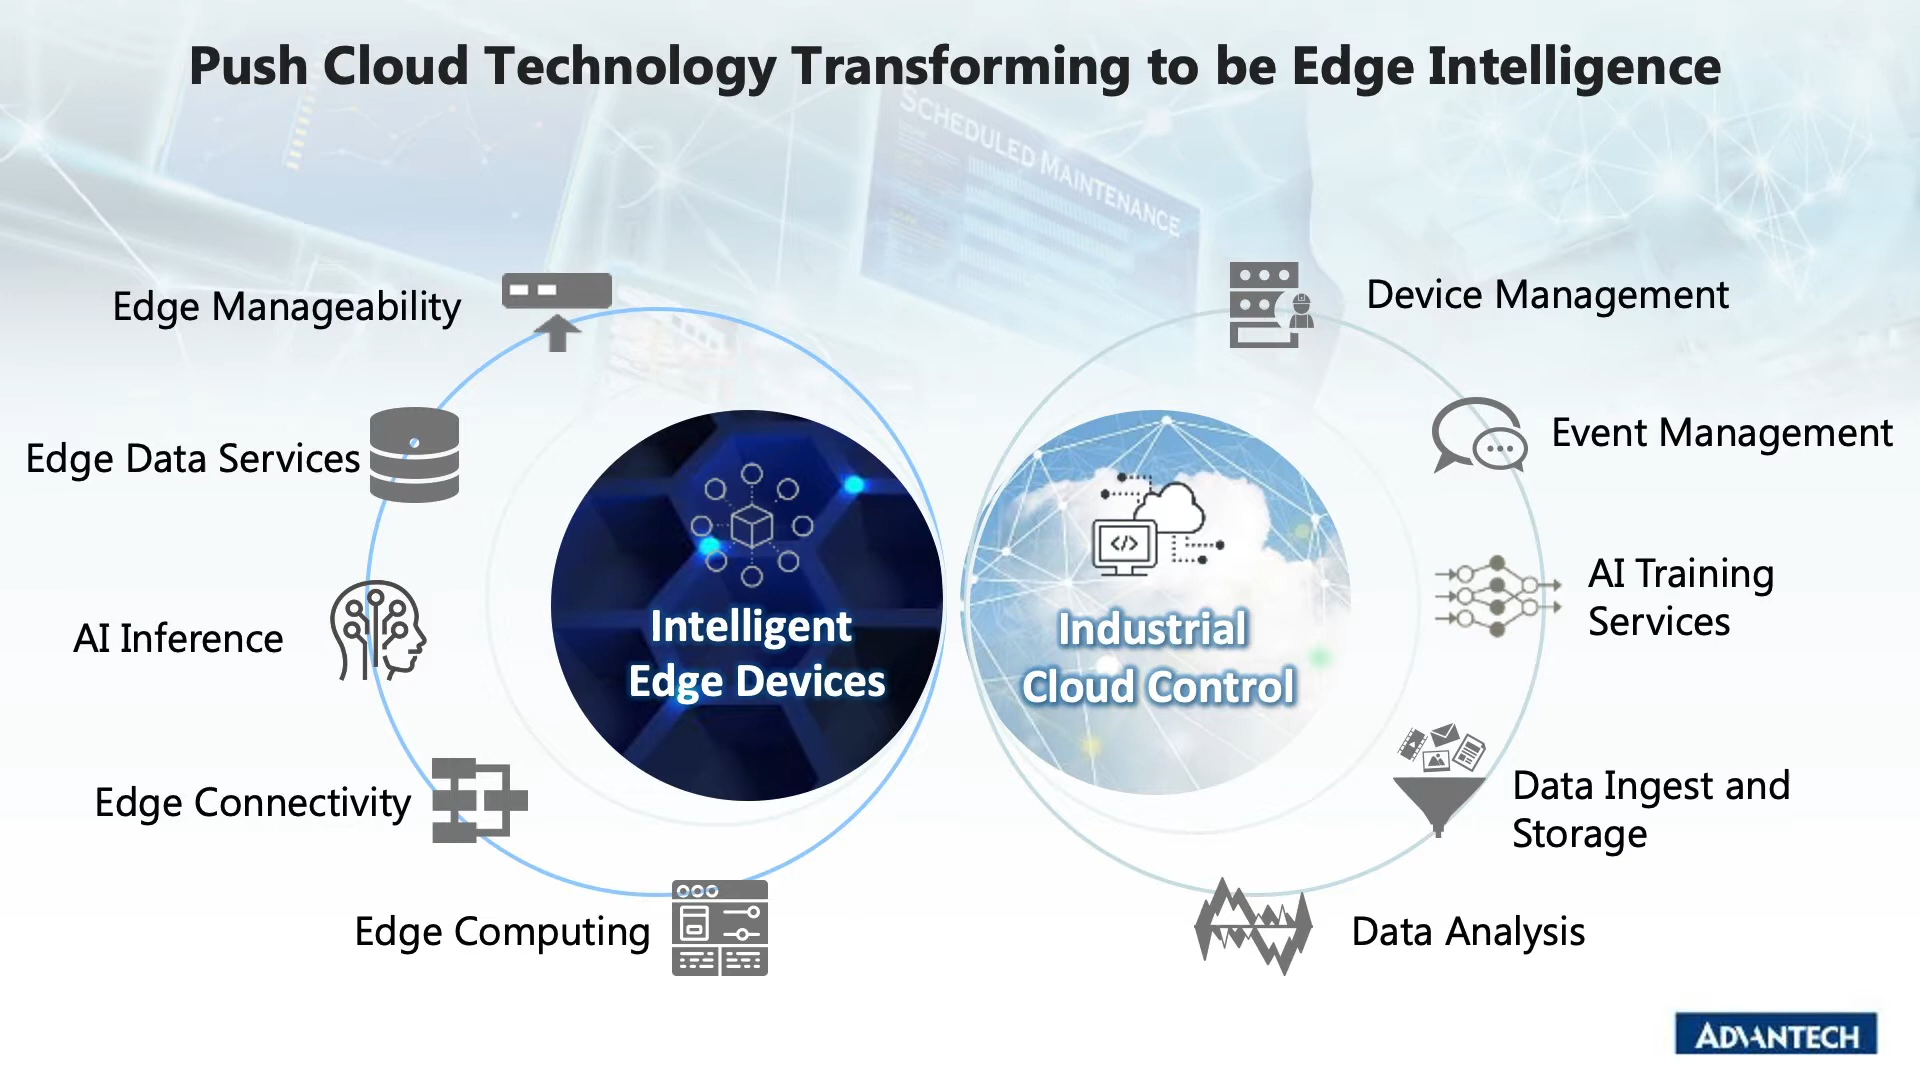 Push Cloud Technology Transforming to be Edge Intelligence
SCHEDULED MAINTENANCE
Edge Manageability
Edge Data Services
AI Inference
Edge Connectivity
Edge Computing
Intelligent
Edge Devices
Industrial
Cloud Control
Device Management
Event Management
AI Training
Services
Data Ingest and
Storage
Data Analysis
ADVANTECH